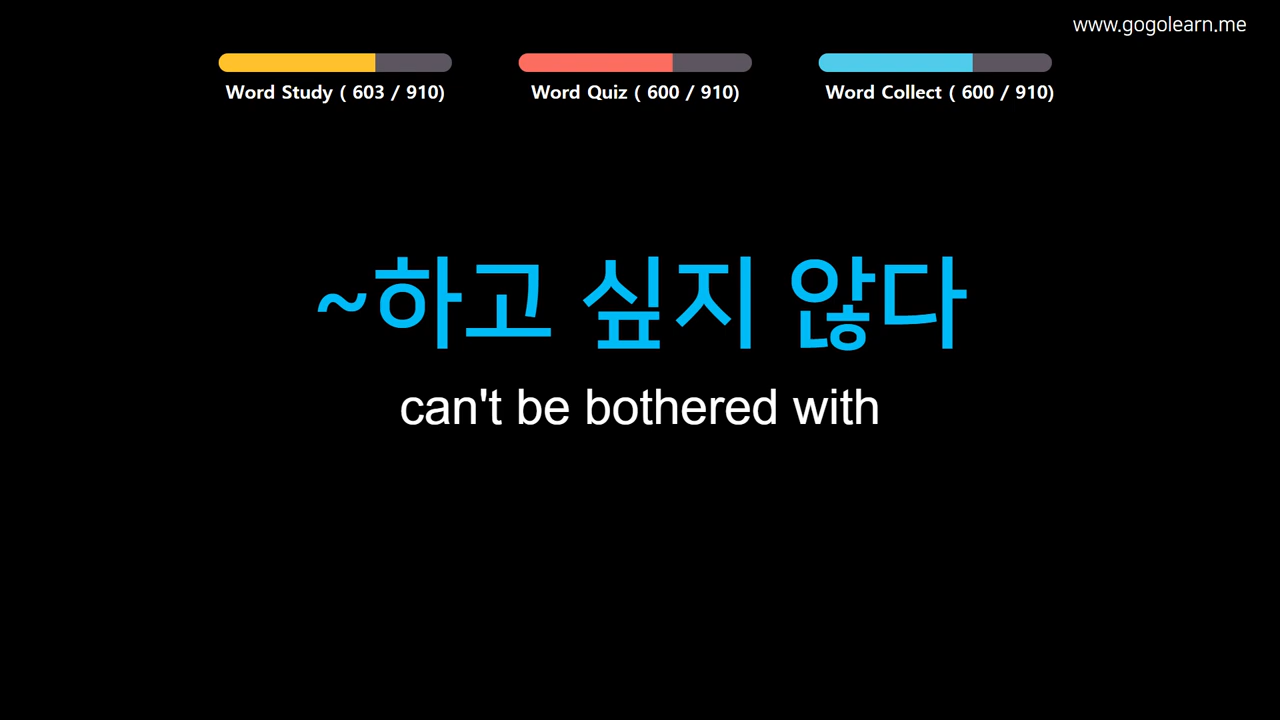 www.gogolearn.me
Word Study ( 603 / 910)
Word Quiz ( 600 / 910)
Word Collect ( 600 / 910)
~하고 싶지 않다
can't be bothered with